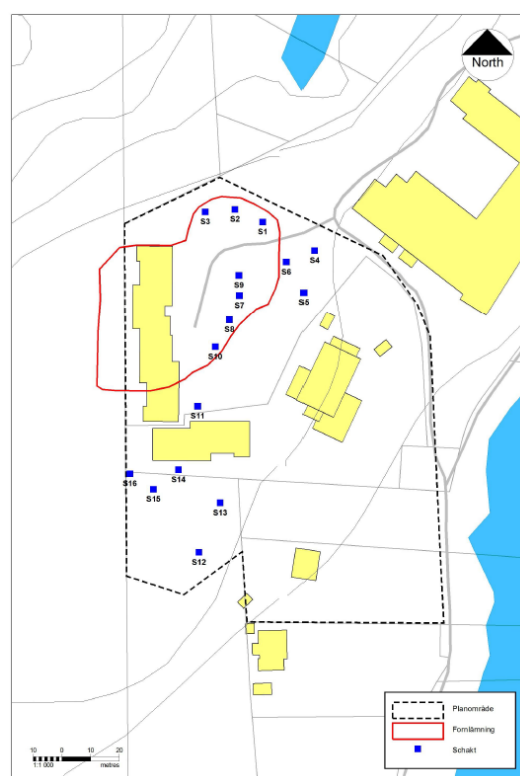 North
S3
S2
S1
S4
S6
S9
S5
S7
S8
S10
S11
S14
S16
S15
S13
S12
Planområde
Fornlämning
Schakt
10 0 10 20
1:1 000 metres